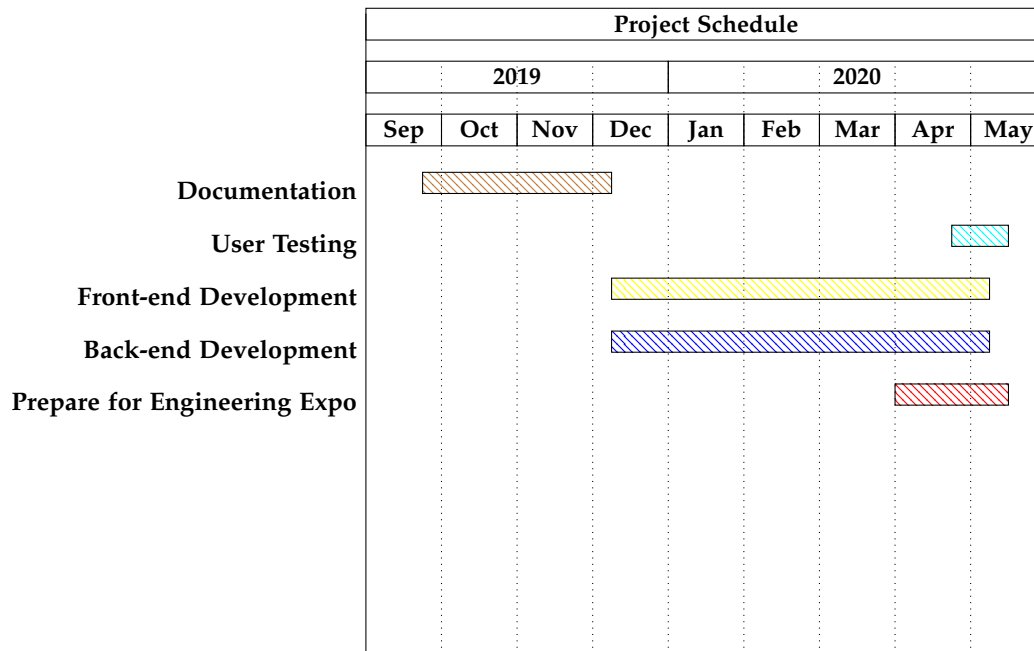 Project Schedule
2019 2020
Sep Oct Nov Dec Jan Feb Mar Apr May
Documentation
User Testing
Front-end Development
Back-end Development
Prepare for Engineering Expo